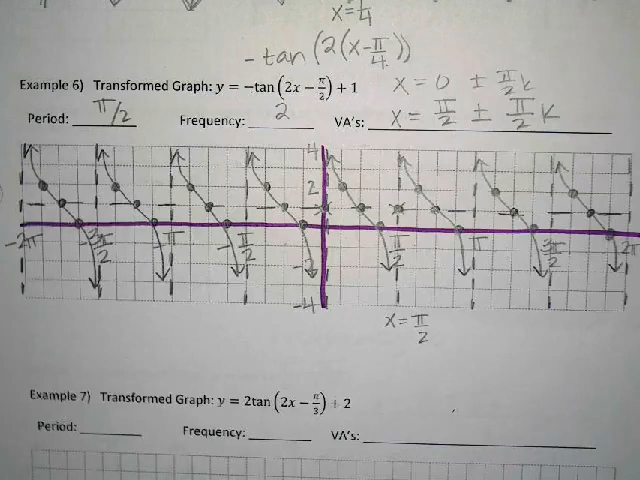 x=π/4
-tan(2(x-π/4))
Example 6) Transformed Graph: y = -tan(2x - π/2) + 1
x = 0 ± π/2 k
Period: π/2 Frequency: 2 VA's: x = π/2 ± π/2 k
4
2
-2π -3π/2 -π -π/2 π/2 π 3π/2 2π
-2
-4
x = π/2
Example 7) Transformed Graph: y = 2tan(2x - π/3) + 2
Period: Frequency: VA's: